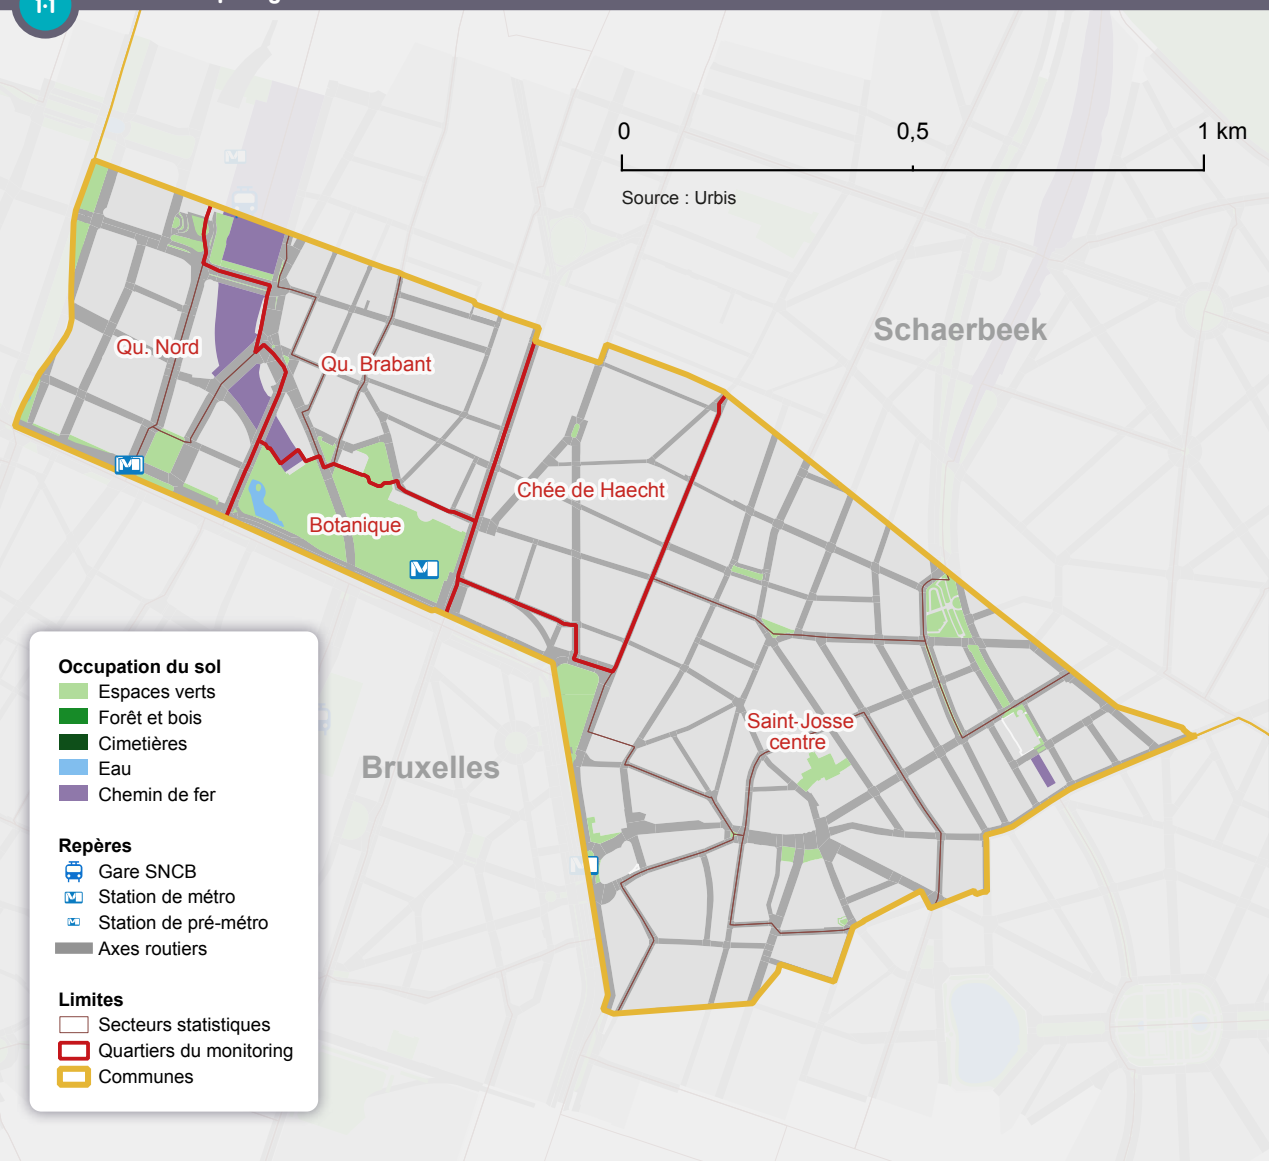 1·1
0
0,5
1 km
Source : Urbis
Schaerbeek
Qu. Nord
Qu. Brabant
Chée de Haecht
Botanique
Saint-Josse
centre
Bruxelles
Occupation du sol
Espaces verts
Forêt et bois
Cimetières
Eau
Chemin de fer
Repères
Gare SNCB
Station de métro
Station de pré-métro
Axes routiers
Limites
Secteurs statistiques
Quartiers du monitoring
Communes